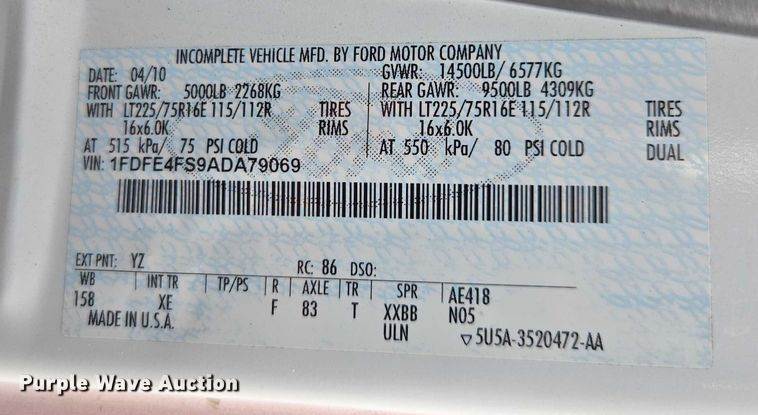 INCOMPLETE VEHICLE MFD. BY FORD MOTOR COMPANY
DATE: 04/10 GVWR: 14500LB/ 6577KG
FRONT GAWR: 5000LB 2268KG REAR GAWR: 9500LB 4309KG
WITH LT225/75R16E 115/112R TIRES WITH LT225/75R16E 115/112R TIRES
16x6.0K RIMS 16x6.0K RIMS
AT 515 kPa/ 75 PSI COLD AT 550 kPa/ 80 PSI COLD DUAL
VIN: 1FDFE4FS9ADA79069
EXT PNT: YZ RC: 86 DSO:
WB INT TR TP/PS R AXLE TR SPR AE418
158 XE F 83 T XXBB N05
MADE IN U.S.A. ULN ▽5U5A-3520472-AA
Purple Wave Auction